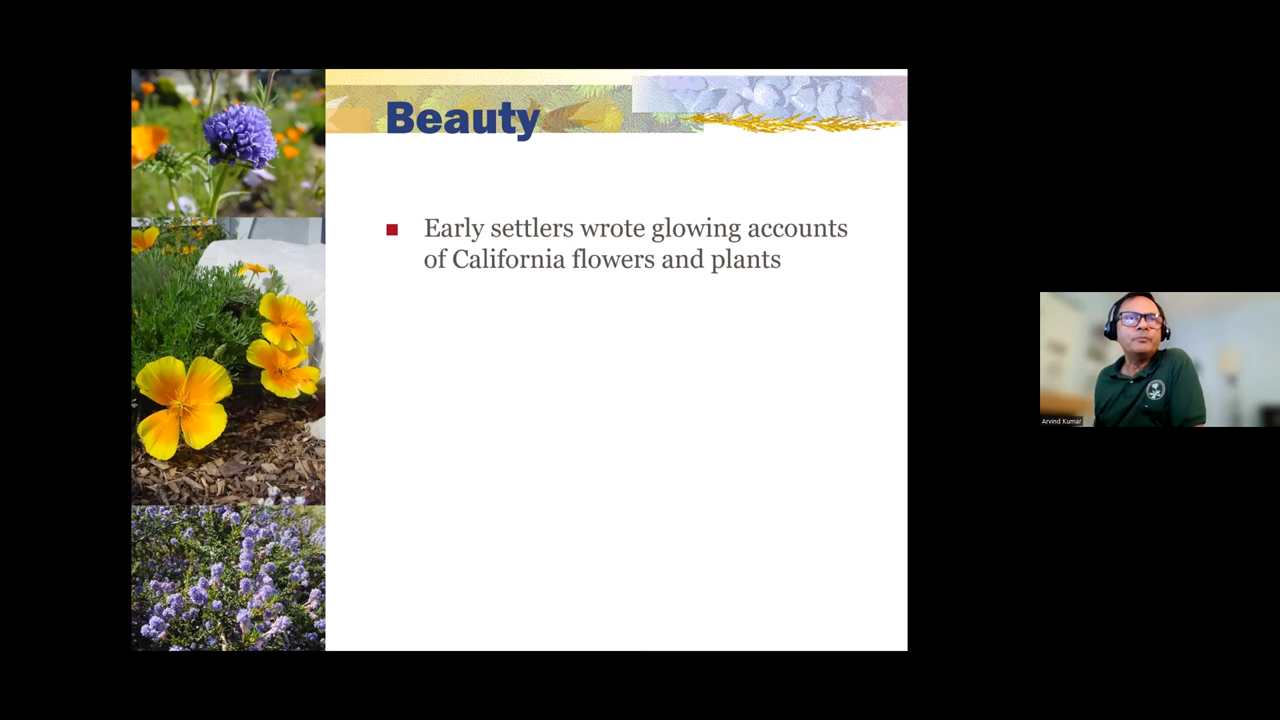 Beauty
Early settlers wrote glowing accounts
of California flowers and plants
Arvind Kumar